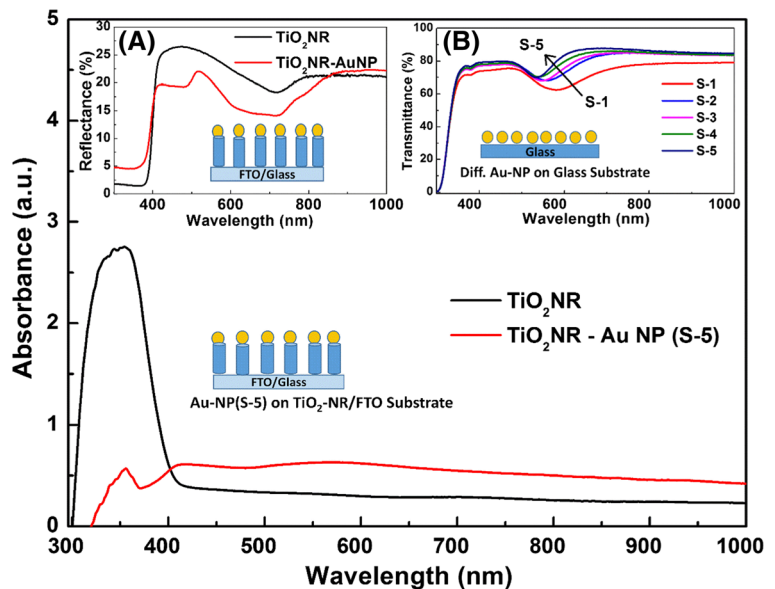 Absorbance (a.u.)
5
4
3
2
1
0
300
400
500
600
700
800
900
1000
Wavelength (nm)
TiO₂NR
TiO₂NR - Au NP (S-5)
FTO/Glass
Au-NP(S-5) on TiO₂-NR/FTO Substrate
(A)
Reflectance (%)
30
25
20
15
10
5
0
400
600
800
1000
Wavelength (nm)
TiO₂NR
TiO₂NR-AuNP
FTO/Glass
(B)
Transmittance (%)
100
80
60
40
20
0
400
600
800
1000
Wavelength (nm)
S-5
S-1
S-1
S-2
S-3
S-4
S-5
Glass
Diff. Au-NP on Glass Substrate